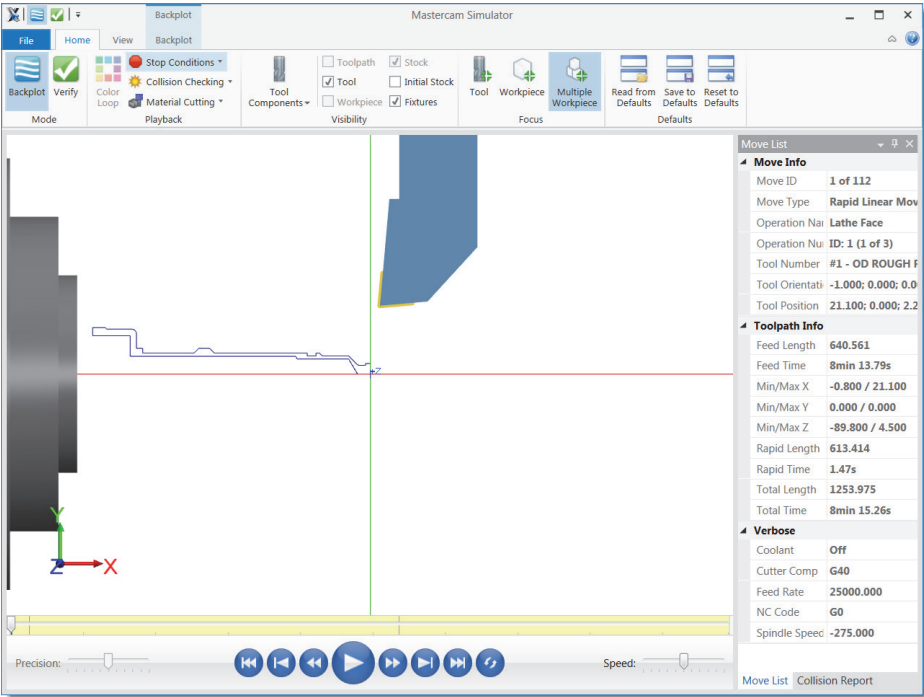 Backplot
Mastercam Simulator
File
Home
View
Backplot
Backplot
Verify
Mode
Color Loop
Stop Conditions
Collision Checking
Material Cutting
Playback
Tool Components
Toolpath
Stock
Tool
Initial Stock
Workpiece
Fixtures
Visibility
Tool
Workpiece
Multiple Workpiece
Focus
Read from Defaults
Save to Defaults
Reset to Defaults
Defaults
Move List
Move Info
Move ID 1 of 112
Move Type Rapid Linear Mov
Operation Nai Lathe Face
Operation Nui ID: 1 (1 of 3)
Tool Number #1 - OD ROUGH F
Tool Orientati -1.000; 0.000; 0.0
Tool Position 21.100; 0.000; 2.2
Toolpath Info
Feed Length 640.561
Feed Time 8min 13.79s
Min/Max X -0.800 / 21.100
Min/Max Y 0.000 / 0.000
Min/Max Z -89.800 / 4.500
Rapid Length 613.414
Rapid Time 1.47s
Total Length 1253.975
Total Time 8min 15.26s
Verbose
Coolant Off
Cutter Comp G40
Feed Rate 25000.000
NC Code G0
Spindle Speed -275.000
Z
Y
Z
X
Precision:
Speed:
Move List
Collision Report